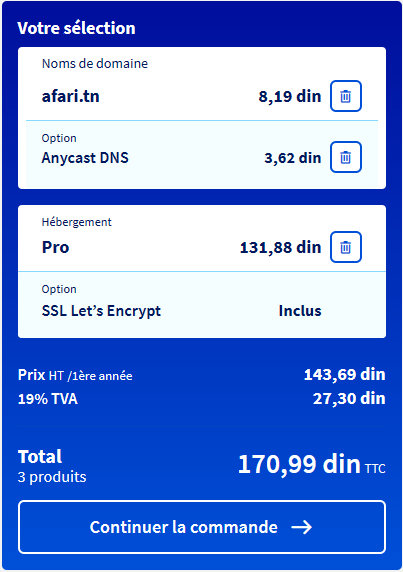 Votre sélection
Noms de domaine
afari.tn 8,19 din
Option
Anycast DNS 3,62 din
Hébergement
Pro 131,88 din
Option
SSL Let’s Encrypt Inclus
Prix HT /1ère année 143,69 din
19% TVA 27,30 din
Total 170,99 din TTC
3 produits
Continuer la commande →